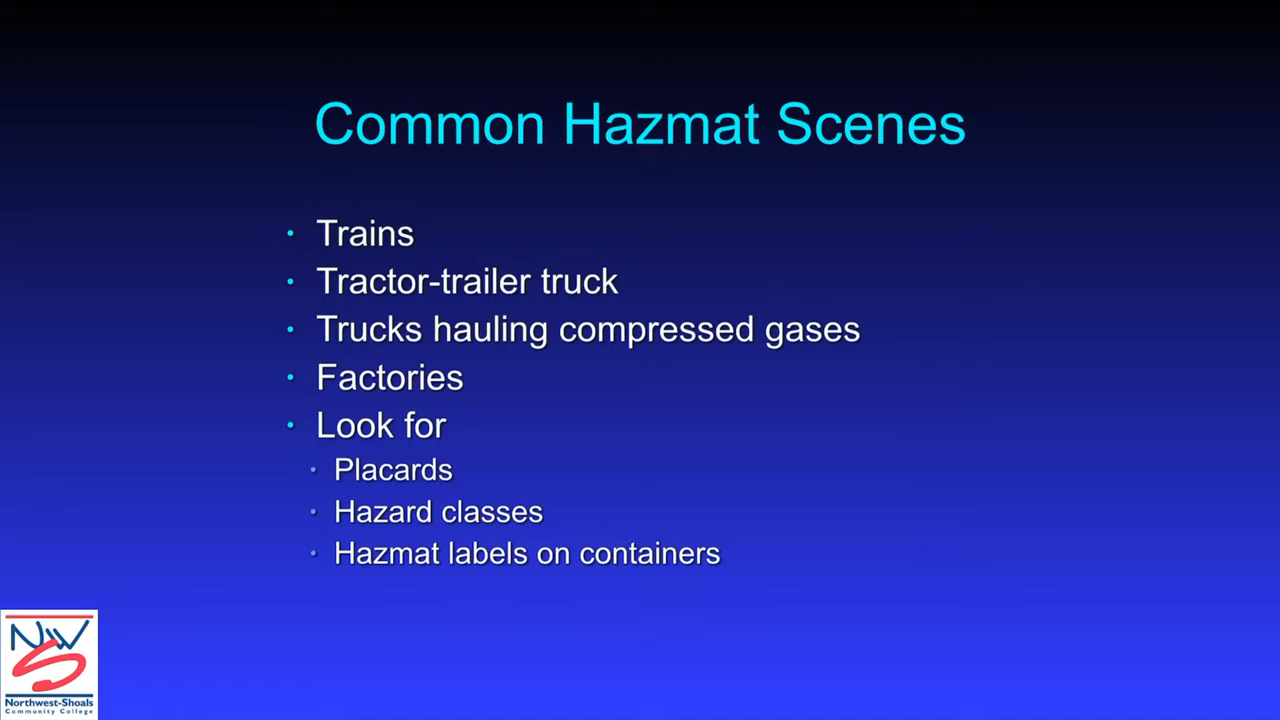 Common Hazmat Scenes
· Trains
· Tractor-trailer truck
· Trucks hauling compressed gases
· Factories
· Look for
· Placards
· Hazard classes
· Hazmat labels on containers
NWS
Northwest-Shoals
Community College